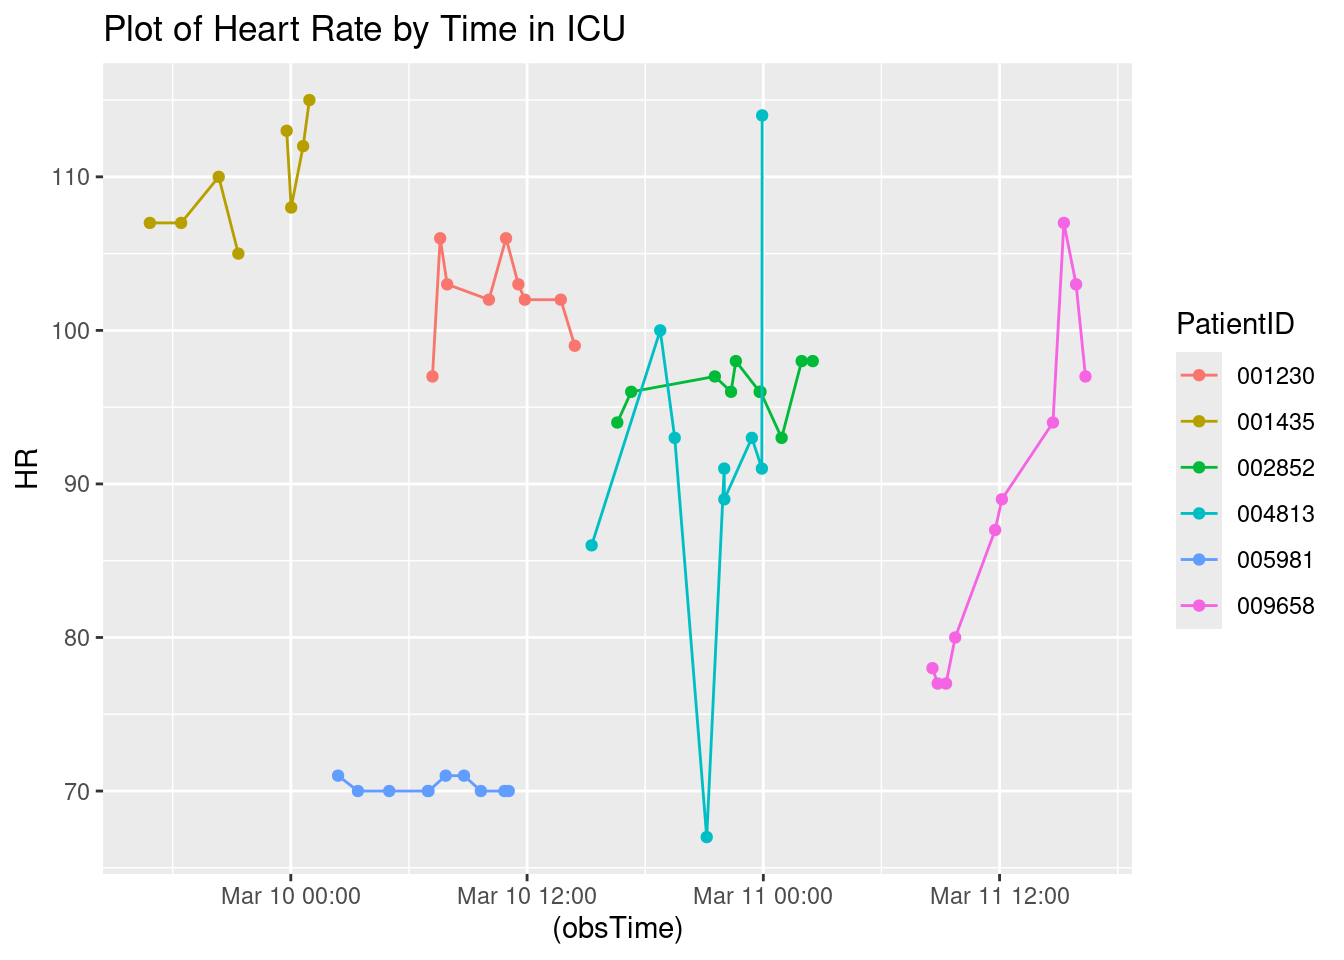 Plot of Heart Rate by Time in ICU
HR
110
100
90
80
70
Mar 10 00:00
Mar 10 12:00
Mar 11 00:00
Mar 11 12:00
(obsTime)
PatientID
001230
001435
002852
004813
005981
009658